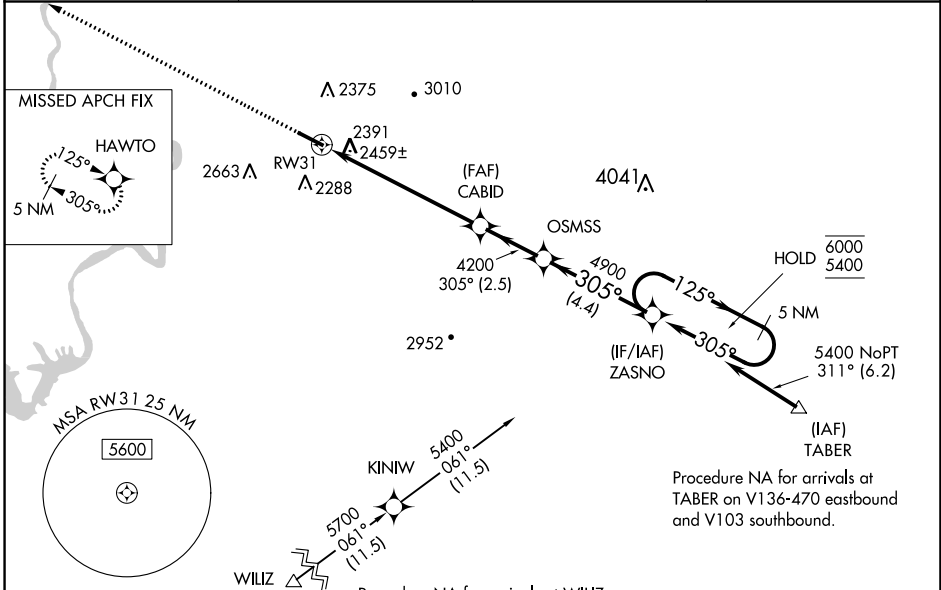 2375
3010
MISSED APCH FIX
HAWTO
125°
305°
5 NM
2391
2459±
RW31
2663
2288
(FAF)
CABID
4041
OSMSS
4200
305° (2.5)
4900
305°
(4.4)
HOLD
6000
5400
125°
5 NM
305°
(IF/IAF)
ZASNO
5400 NoPT
311° (6.2)
2952
(IAF)
TABER
MSA RW31 25 NM
5600
KINIW
5400
061°
(11.5)
5700
061°
(11.5)
WILIZ
Procedure NA for arrivals at
TABER on V136-470 eastbound
and V103 southbound.